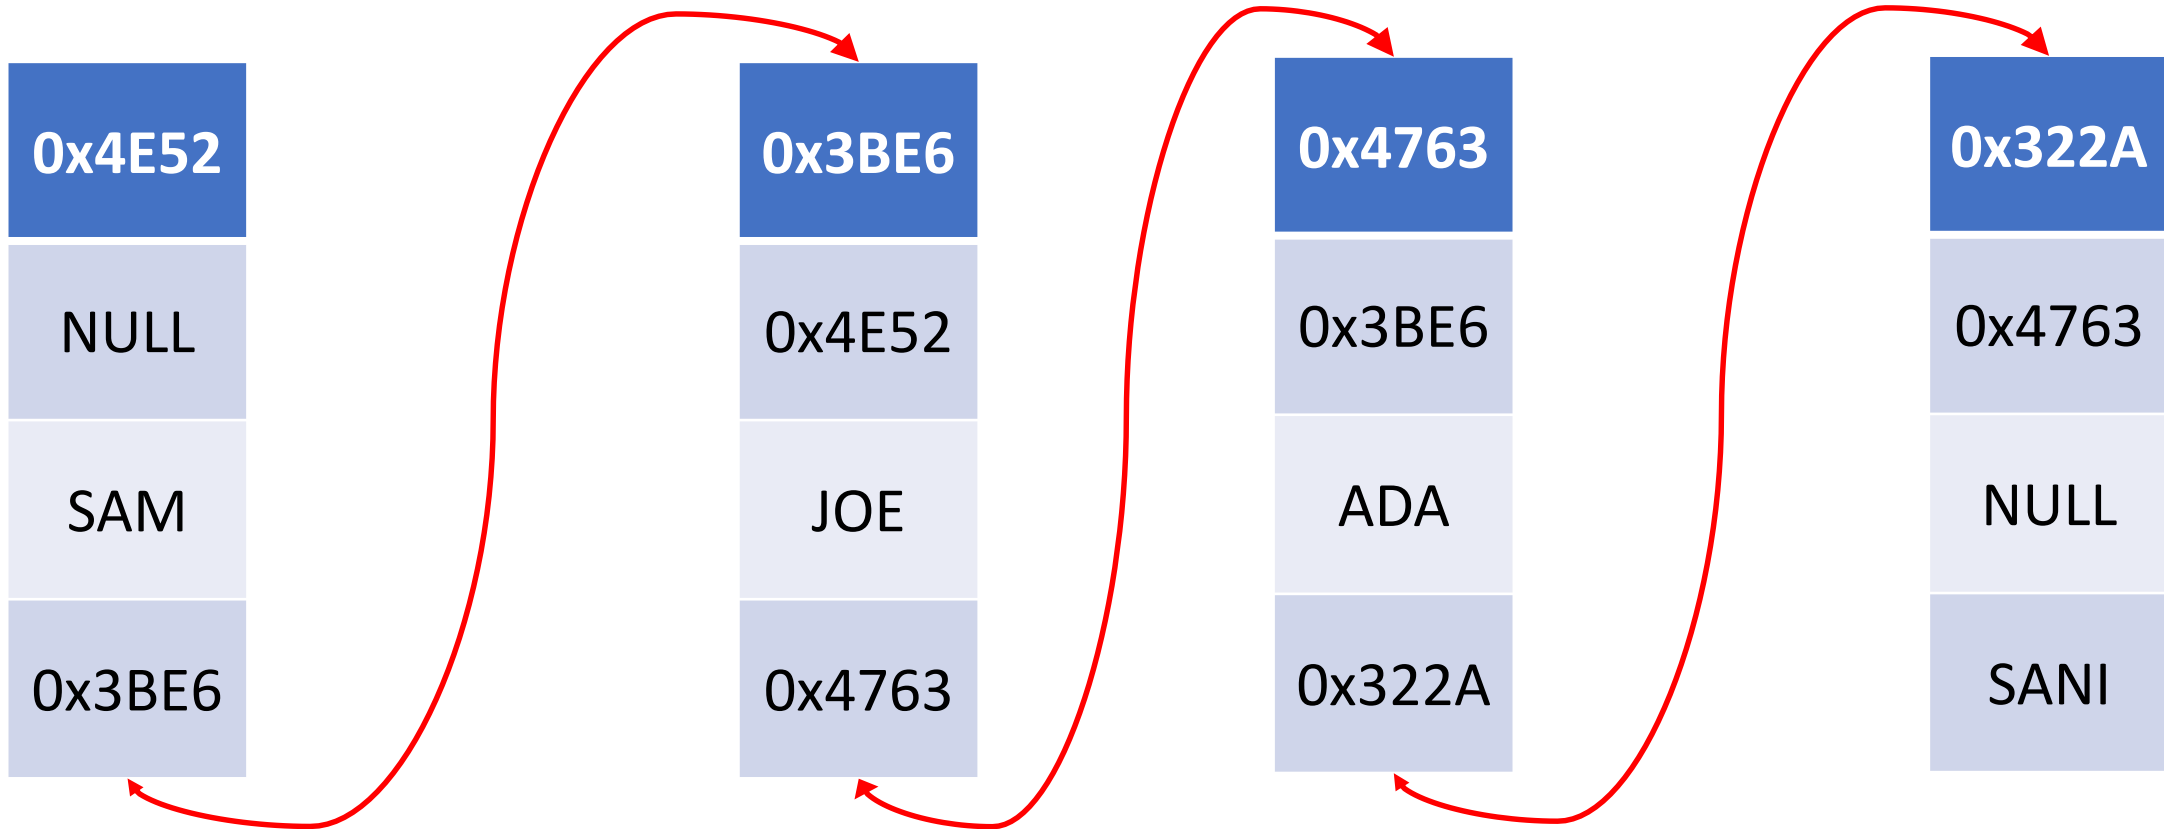 0x4E52
NULL
SAM
0x3BE6
0x3BE6
0x4E52
JOE
0x4763
0x4763
0x3BE6
ADA
0x322A
0x322A
0x4763
NULL
SANI